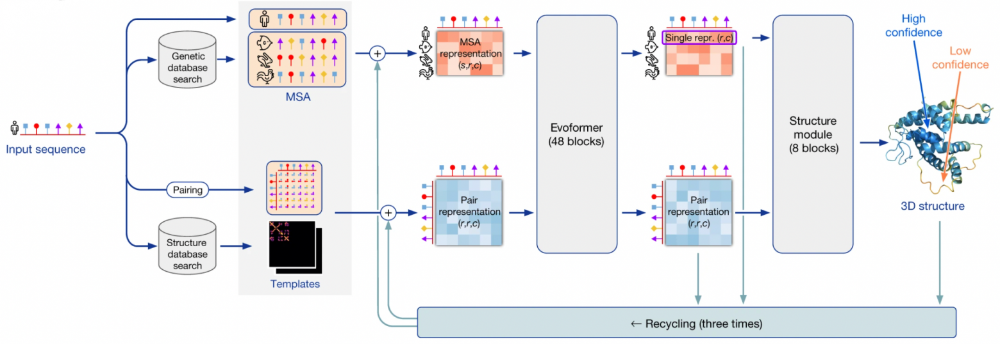 High
confidence
Low
confidence
Genetic
database
search
MSA
MSA
representation
(s,r,c)
Single repr. (r,c)
Input sequence
Evoformer
(48 blocks)
Structure
module
(8 blocks)
Pairing
Pair
representation
(r,r,c)
Pair
representation
(r,r,c)
3D structure
Structure
database
search
Templates
← Recycling (three times)